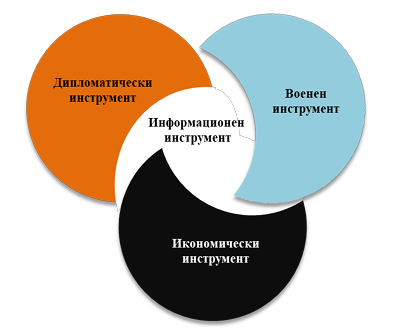 Дипломатически
инструмент
Военен
инструмент
Информационен
инструмент
Икономически
инструмент